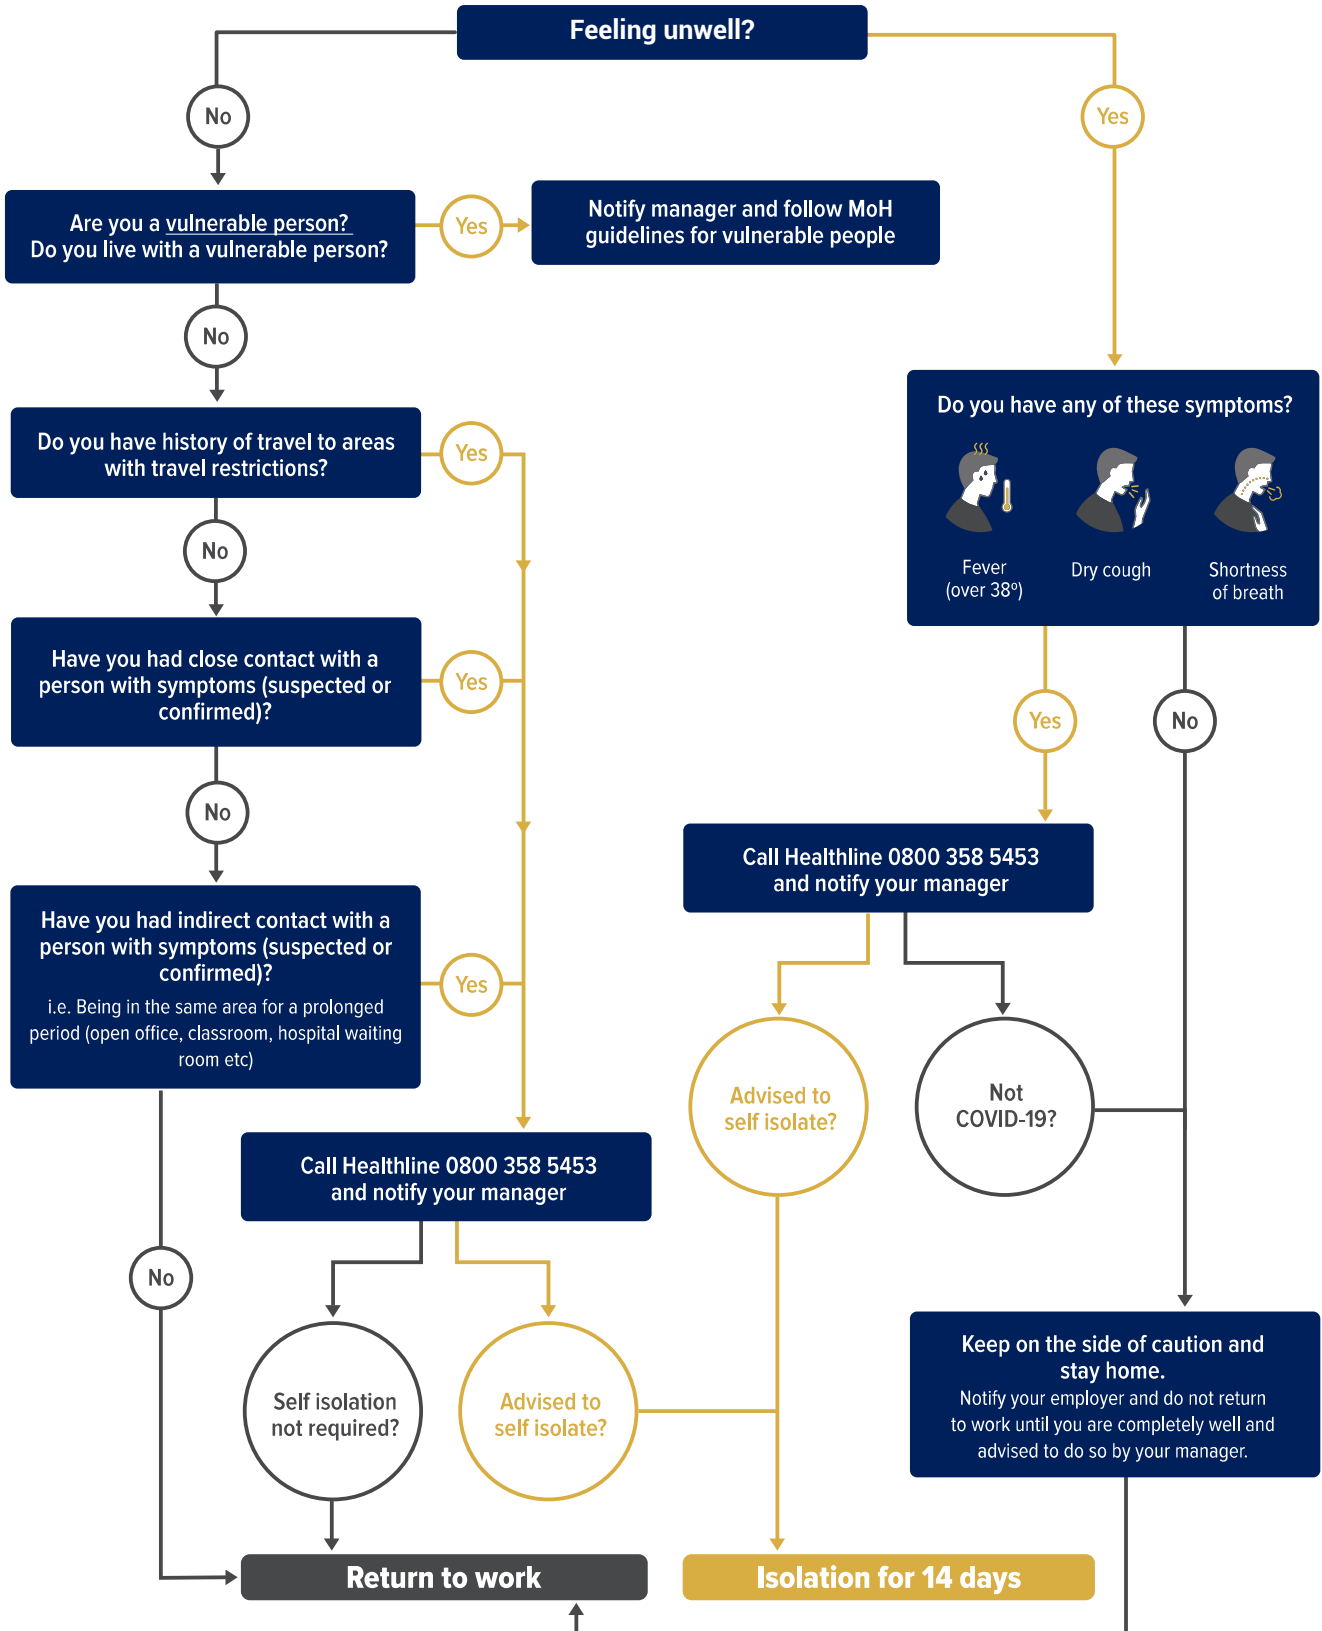 Feeling unwell?
No
Yes
Are you a vulnerable person?
Do you live with a vulnerable person?
Yes
Notify manager and follow MoH
guidelines for vulnerable people
No
Do you have any of these symptoms?
Fever
(over 38º)
Dry cough
Shortness
of breath
Do you have history of travel to areas
with travel restrictions?
Yes
No
Have you had close contact with a
person with symptoms (suspected or
confirmed)?
Yes
Yes
No
No
Call Healthline 0800 358 5453
and notify your manager
Have you had indirect contact with a
person with symptoms (suspected or
confirmed)?
i.e. Being in the same area for a prolonged
period (open office, classroom, hospital waiting
room etc)
Yes
Advised to
self isolate?
Not
COVID-19?
Call Healthline 0800 358 5453
and notify your manager
No
Self isolation
not required?
Advised to
self isolate?
Keep on the side of caution and
stay home.
Notify your employer and do not return
to work until you are completely well and
advised to do so by your manager.
Return to work
Isolation for 14 days